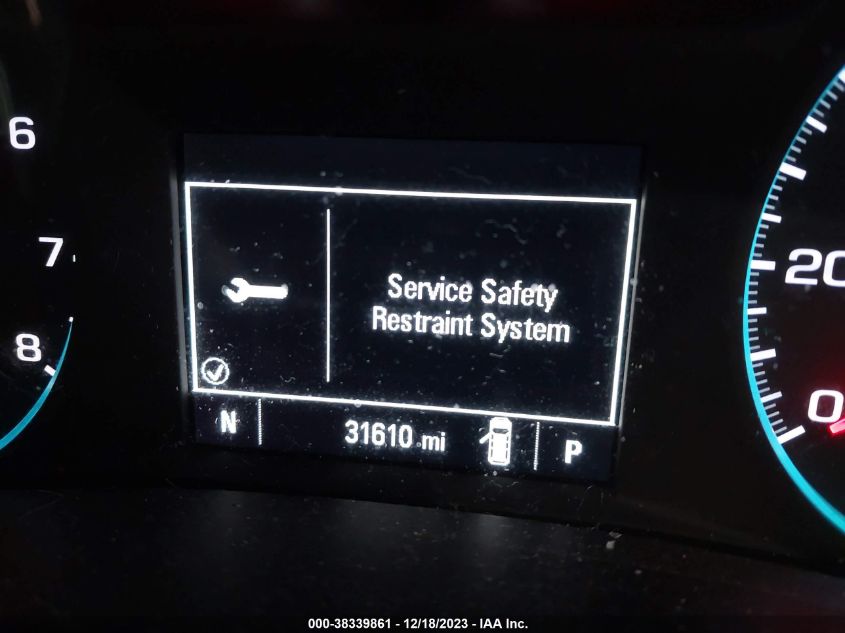 6
7
8
Service Safety
Restraint System
N
31610 mi
P
20
0
000-38339861 - 12/18/2023 - IAA Inc.